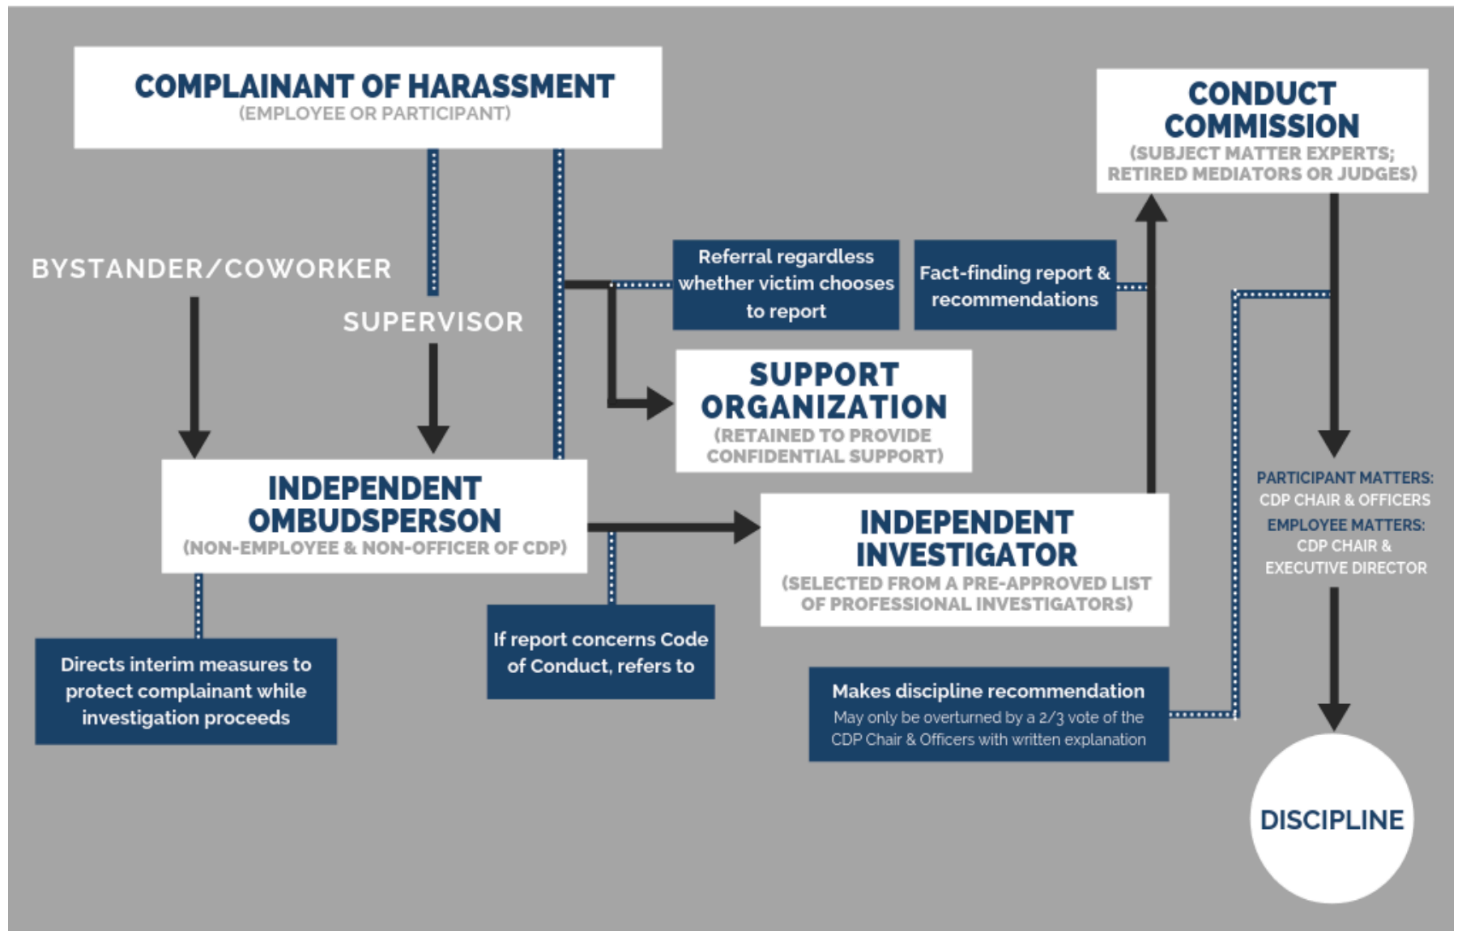 COMPLAINANT OF HARASSMENT
(EMPLOYEE OR PARTICIPANT)
CONDUCT
COMMISSION
(SUBJECT MATTER EXPERTS;
RETIRED MEDIATORS OR JUDGES)
BYSTANDER/COWORKER
SUPERVISOR
Referral regardless
whether victim chooses
to report
Fact-finding report &
recommendations
SUPPORT
ORGANIZATION
(RETAINED TO PROVIDE
CONFIDENTIAL SUPPORT)
INDEPENDENT
OMBUDSPERSON
(NON-EMPLOYEE & NON-OFFICER OF CDP)
INDEPENDENT
INVESTIGATOR
(SELECTED FROM A PRE-APPROVED LIST
OF PROFESSIONAL INVESTIGATORS)
PARTICIPANT MATTERS:
CDP CHAIR & OFFICERS
EMPLOYEE MATTERS:
CDP CHAIR &
EXECUTIVE DIRECTOR
If report concerns Code
of Conduct, refers to
Directs interim measures to
protect complainant while
investigation proceeds
Makes discipline recommendation
May only be overturned by a 2/3 vote of the
CDP Chair & Officers with written explanation
DISCIPLINE